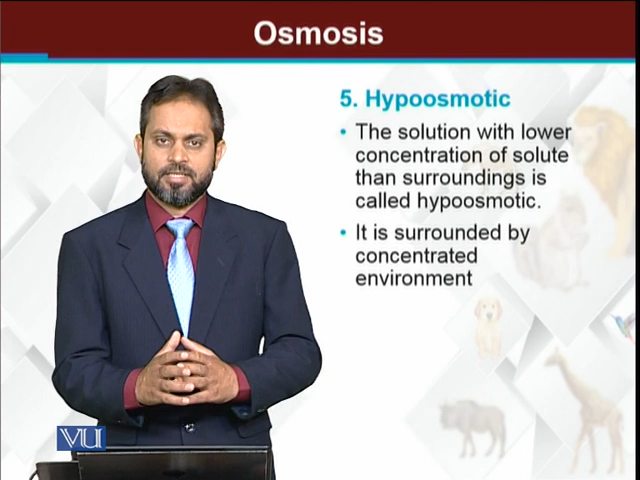 Osmosis
5. Hypoosmotic
• The solution with lower
concentration of solute
than surroundings is
called hypoosmotic.
• It is surrounded by
concentrated
environment
VU